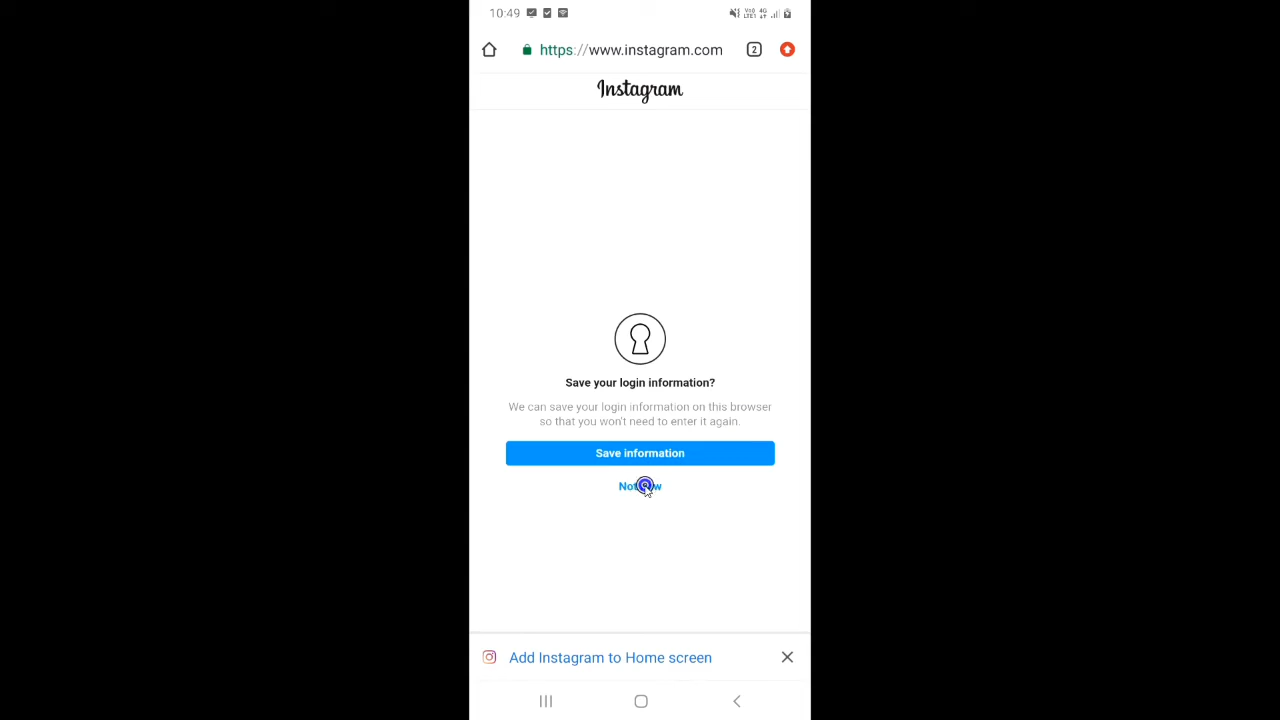 10:49
https://www.instagram.com
2
Instagram
Save your login information?
We can save your login information on this browser
so that you won't need to enter it again.
Save information
Add Instagram to Home screen